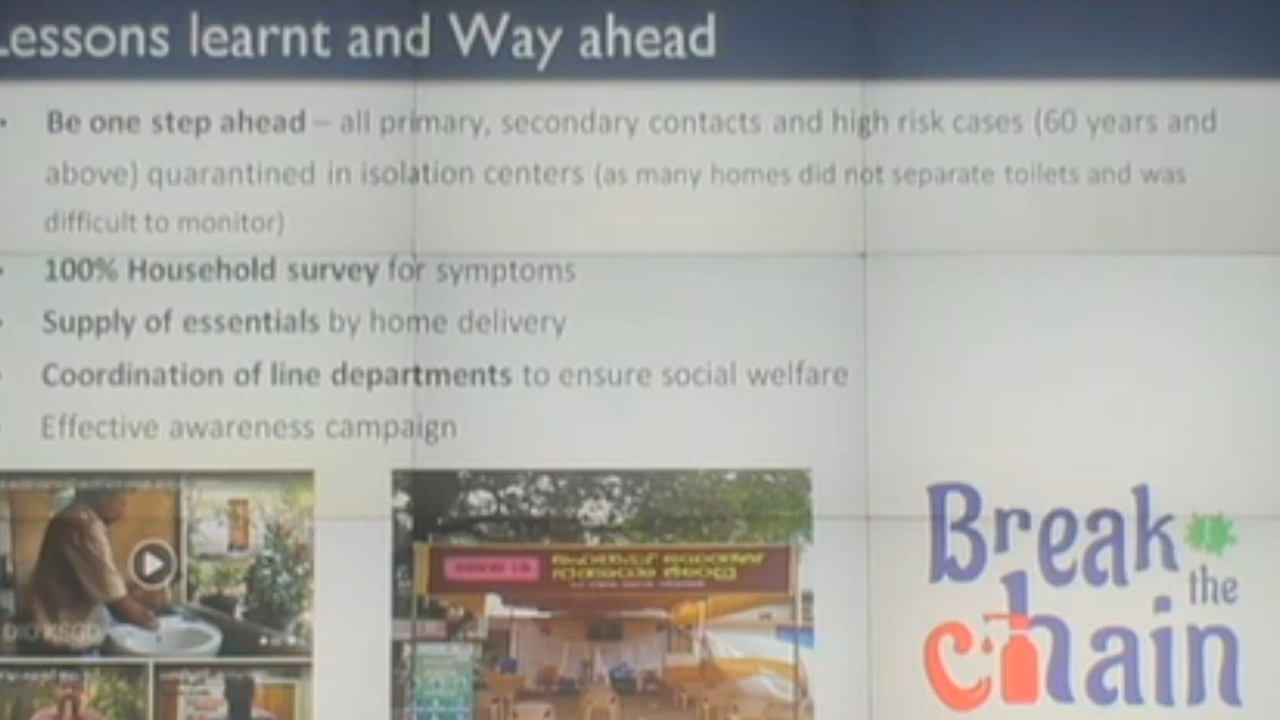 Lessons learnt and Way ahead
• Be one step ahead – all primary, secondary contacts and high risk cases (60 years and
above) quarantined in isolation centers (as many homes did not separate toilets and was
difficult to monitor)
• 100% Household survey for symptoms
• Supply of essentials by home delivery
• Coordination of line departments to ensure social welfare
• Effective awareness campaign
DIO KSGD
Break
the
chain